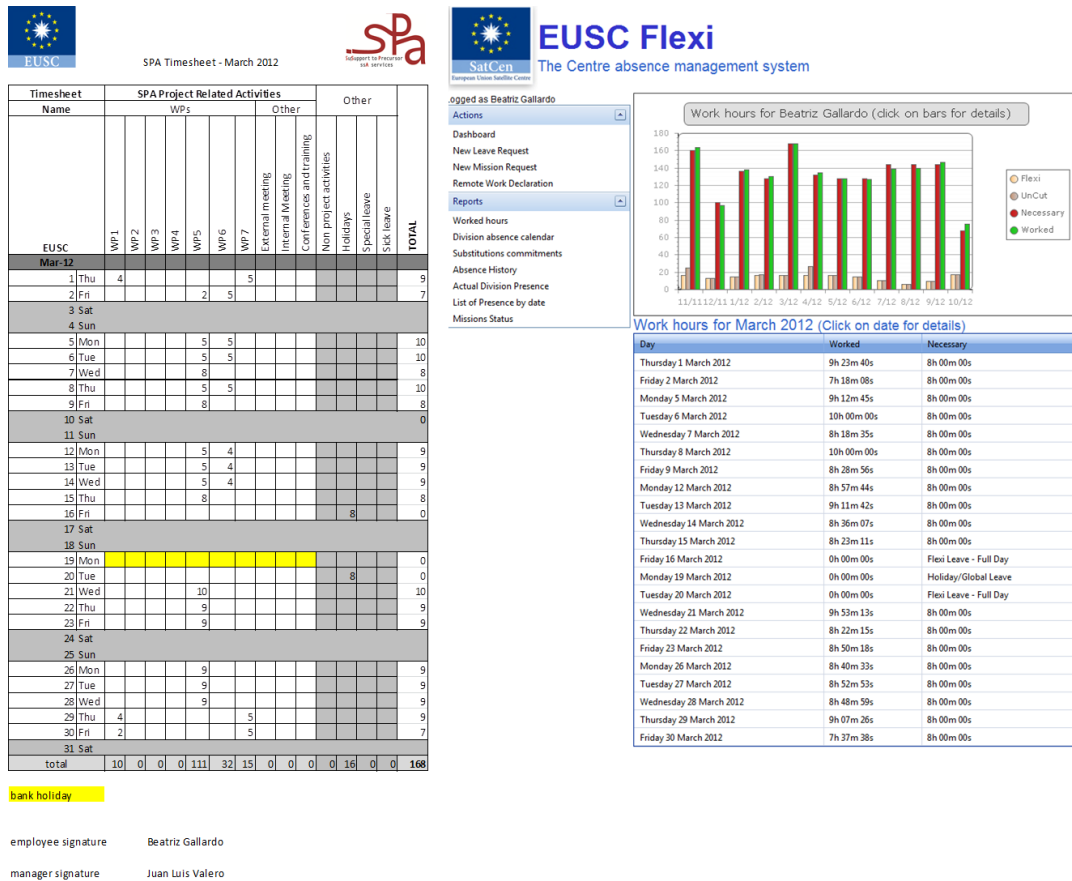 EUSC
SPA Timesheet - March 2012
SPa
SuSupport to Precursor
ssA services
Timesheet SPA Project Related Activities Other
Name WPs Other
EUSC WP1 WP2 WP3 WP4 WP5 WP6 WP7 External meeting Internal Meeting Conferences and training Non project activities Holidays Special leave Sick leave TOTAL
Mar-12
1 Thu 4 5 9
2 Fri 2 5 7
3 Sat
4 Sun
5 Mon 5 5 10
6 Tue 5 5 10
7 Wed 8 8
8 Thu 5 5 10
9 Fri 8 8
10 Sat 0
11 Sun
12 Mon 5 4 9
13 Tue 5 4 9
14 Wed 5 4 9
15 Thu 8 8
16 Fri 8 0
17 Sat
18 Sun
19 Mon 0
20 Tue 8 0
21 Wed 10 10
22 Thu 9 9
23 Fri 9 9
24 Sat
25 Sun
26 Mon 9 9
27 Tue 9 9
28 Wed 9 9
29 Thu 4 5 9
30 Fri 2 5 7
31 Sat
total 10 0 0 0 111 32 15 0 0 0 0 16 0 0 168
bank holiday
employee signature Beatriz Gallardo
manager signature Juan Luis Valero
SatCen
European Union Satellite Centre
EUSC Flexi
The Centre absence management system
ogged as Beatriz Gallardo
Actions
Dashboard
New Leave Request
New Mission Request
Remote Work Declaration
Reports
Worked hours
Division absence calendar
Substitutions commitments
Absence History
Actual Division Presence
List of Presence by date
Missions Status
Work hours for Beatriz Gallardo (click on bars for details)
180
160
140
120
100
80
60
40
20
0
11/11 12/11 1/12 2/12 3/12 4/12 5/12 6/12 7/12 8/12 9/12 10/12
Flexi
UnCut
Necessary
Worked
Work hours for March 2012 (Click on date for details)
Day Worked Necessary
Thursday 1 March 2012 9h 23m 40s 8h 00m 00s
Friday 2 March 2012 7h 18m 08s 8h 00m 00s
Monday 5 March 2012 9h 12m 45s 8h 00m 00s
Tuesday 6 March 2012 10h 00m 00s 8h 00m 00s
Wednesday 7 March 2012 8h 18m 35s 8h 00m 00s
Thursday 8 March 2012 10h 00m 00s 8h 00m 00s
Friday 9 March 2012 8h 28m 56s 8h 00m 00s
Monday 12 March 2012 8h 57m 44s 8h 00m 00s
Tuesday 13 March 2012 9h 11m 42s 8h 00m 00s
Wednesday 14 March 2012 8h 36m 07s 8h 00m 00s
Thursday 15 March 2012 8h 23m 11s 8h 00m 00s
Friday 16 March 2012 0h 00m 00s Flexi Leave - Full Day
Monday 19 March 2012 0h 00m 00s Holiday/Global Leave
Tuesday 20 March 2012 0h 00m 00s Flexi Leave - Full Day
Wednesday 21 March 2012 9h 53m 13s 8h 00m 00s
Thursday 22 March 2012 8h 22m 15s 8h 00m 00s
Friday 23 March 2012 8h 50m 18s 8h 00m 00s
Monday 26 March 2012 8h 40m 33s 8h 00m 00s
Tuesday 27 March 2012 8h 52m 53s 8h 00m 00s
Wednesday 28 March 2012 8h 48m 59s 8h 00m 00s
Thursday 29 March 2012 9h 07m 26s 8h 00m 00s
Friday 30 March 2012 7h 37m 38s 8h 00m 00s